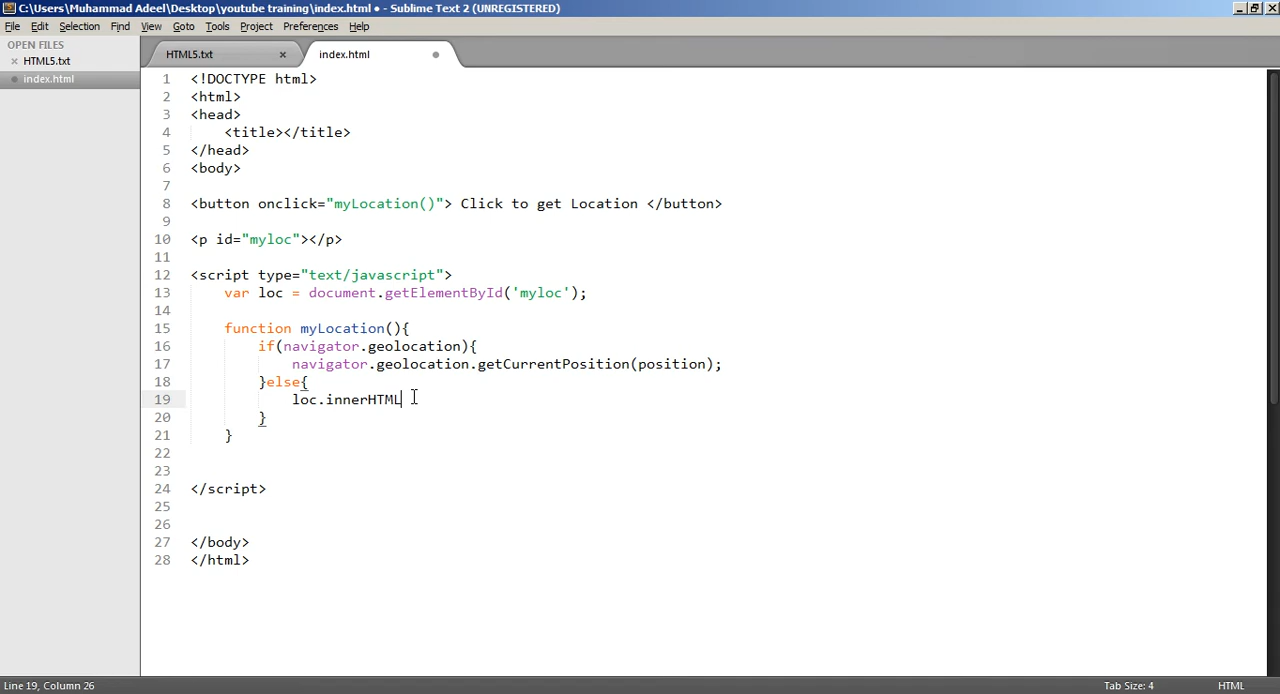 C:\Users\Muhammad Adeel\Desktop\youtube training\index.html • - Sublime Text 2 (UNREGISTERED)
File Edit Selection Find View Goto Tools Project Preferences Help
OPEN FILES
HTML5.txt
index.html
HTML5.txt index.html
1 <!DOCTYPE html>
2 <html>
3 <head>
4 <title></title>
5 </head>
6 <body>
7
8 <button onclick="myLocation()"> Click to get Location </button>
9
10 <p id="myloc"></p>
11
12 <script type="text/javascript">
13 var loc = document.getElementById('myloc');
14
15 function myLocation(){
16 if(navigator.geolocation){
17 navigator.geolocation.getCurrentPosition(position);
18 }else{
19 loc.innerHTML
20 }
21 }
22
23
24 </script>
25
26
27 </body>
28 </html>
Line 19, Column 26 Tab Size: 4 HTML